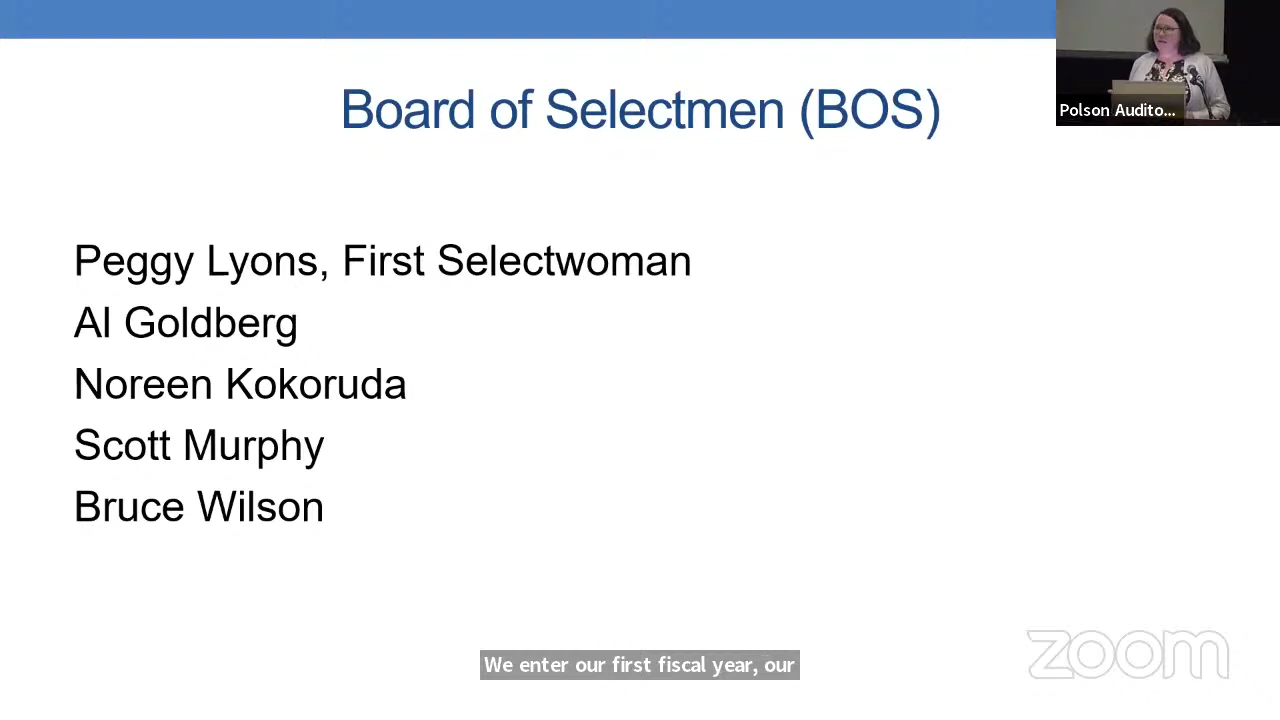 Board of Selectmen (BOS)
Polson Audito...
Peggy Lyons, First Selectwoman
Al Goldberg
Noreen Kokoruda
Scott Murphy
Bruce Wilson
We enter our first fiscal year, our
zoom